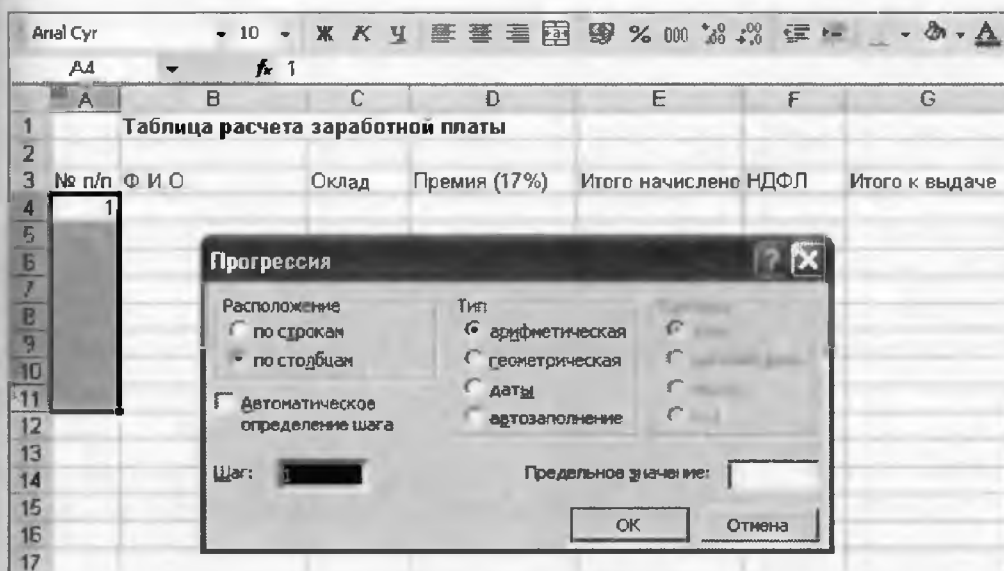 Arial Cyr 10 Ж К Ч % 000
A4 fx 1
A B C D E F G
1 Таблица расчета заработной платы
2
3 № п/п Ф И О Оклад Премия (17%) Итого начислено НДФЛ Итого к выдаче
4 1
5
6
7
8
9
10
11
12
13
14
15
16
17
Прогрессия
Расположение
по строкам
по столбцам
Тип
арифметическая
геометрическая
даты
автозаполнение
Автоматическое
определение шага
Шаг: 1
Предельное значение:
ОК Отмена